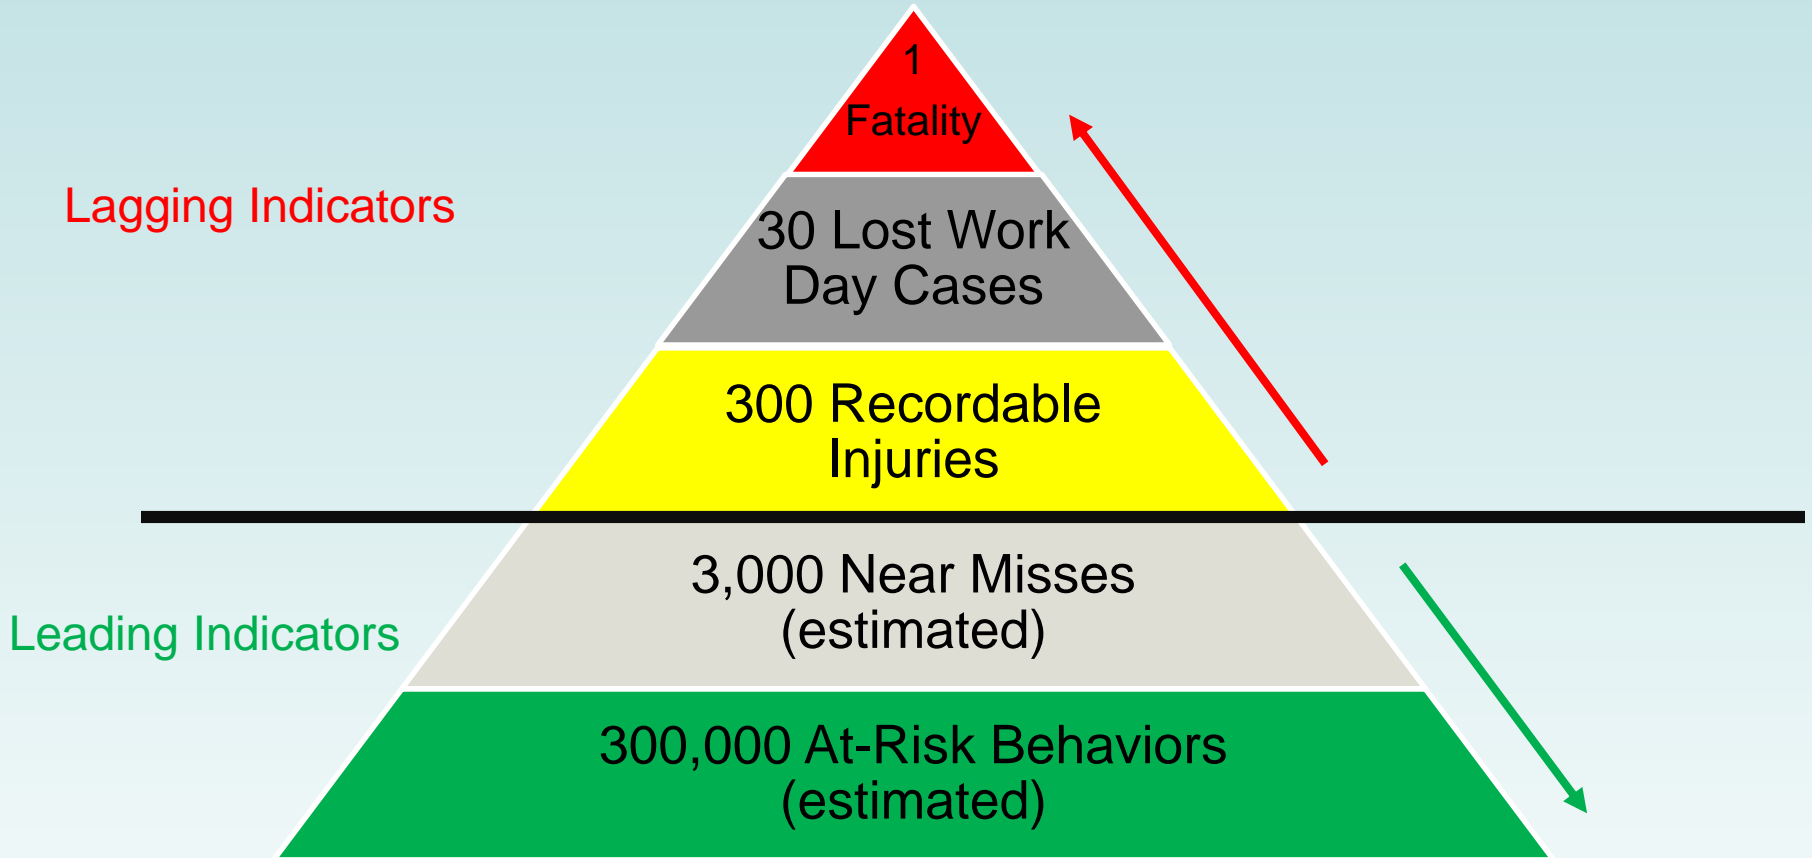 1
Fatality
Lagging Indicators
30 Lost Work
Day Cases
300 Recordable
Injuries
3,000 Near Misses
(estimated)
Leading Indicators
300,000 At-Risk Behaviors
(estimated)